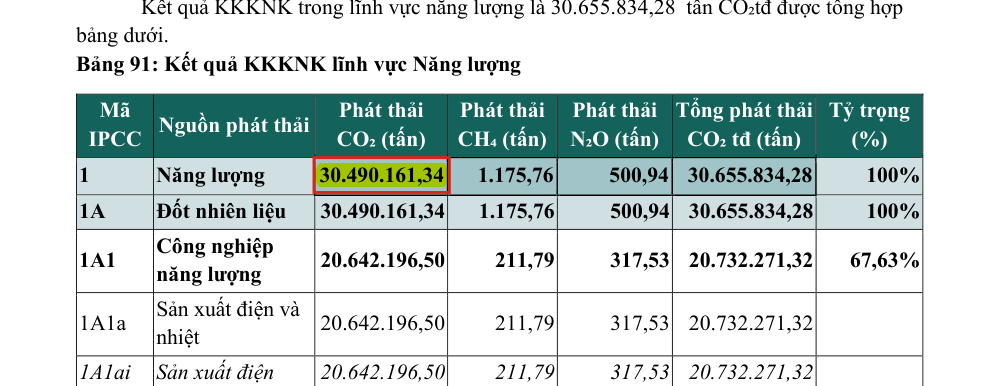 Kết quả KKKNK trong lĩnh vực năng lượng là 30.655.834,28 tấn CO₂tđ được tổng hợp
bảng dưới.
Bảng 91: Kết quả KKKNK lĩnh vực Năng lượng
Mã IPCC Nguồn phát thải Phát thải CO₂ (tấn) Phát thải CH₄ (tấn) Phát thải N₂O (tấn) Tổng phát thải CO₂ tđ (tấn) Tỷ trọng (%)
1 Năng lượng 30.490.161,34 1.175,76 500,94 30.655.834,28 100%
1A Đốt nhiên liệu 30.490.161,34 1.175,76 500,94 30.655.834,28 100%
1A1 Công nghiệp năng lượng 20.642.196,50 211,79 317,53 20.732.271,32 67,63%
1A1a Sản xuất điện và nhiệt 20.642.196,50 211,79 317,53 20.732.271,32
1A1ai Sản xuất điện 20.642.196,50 211,79 317,53 20.732.271,32